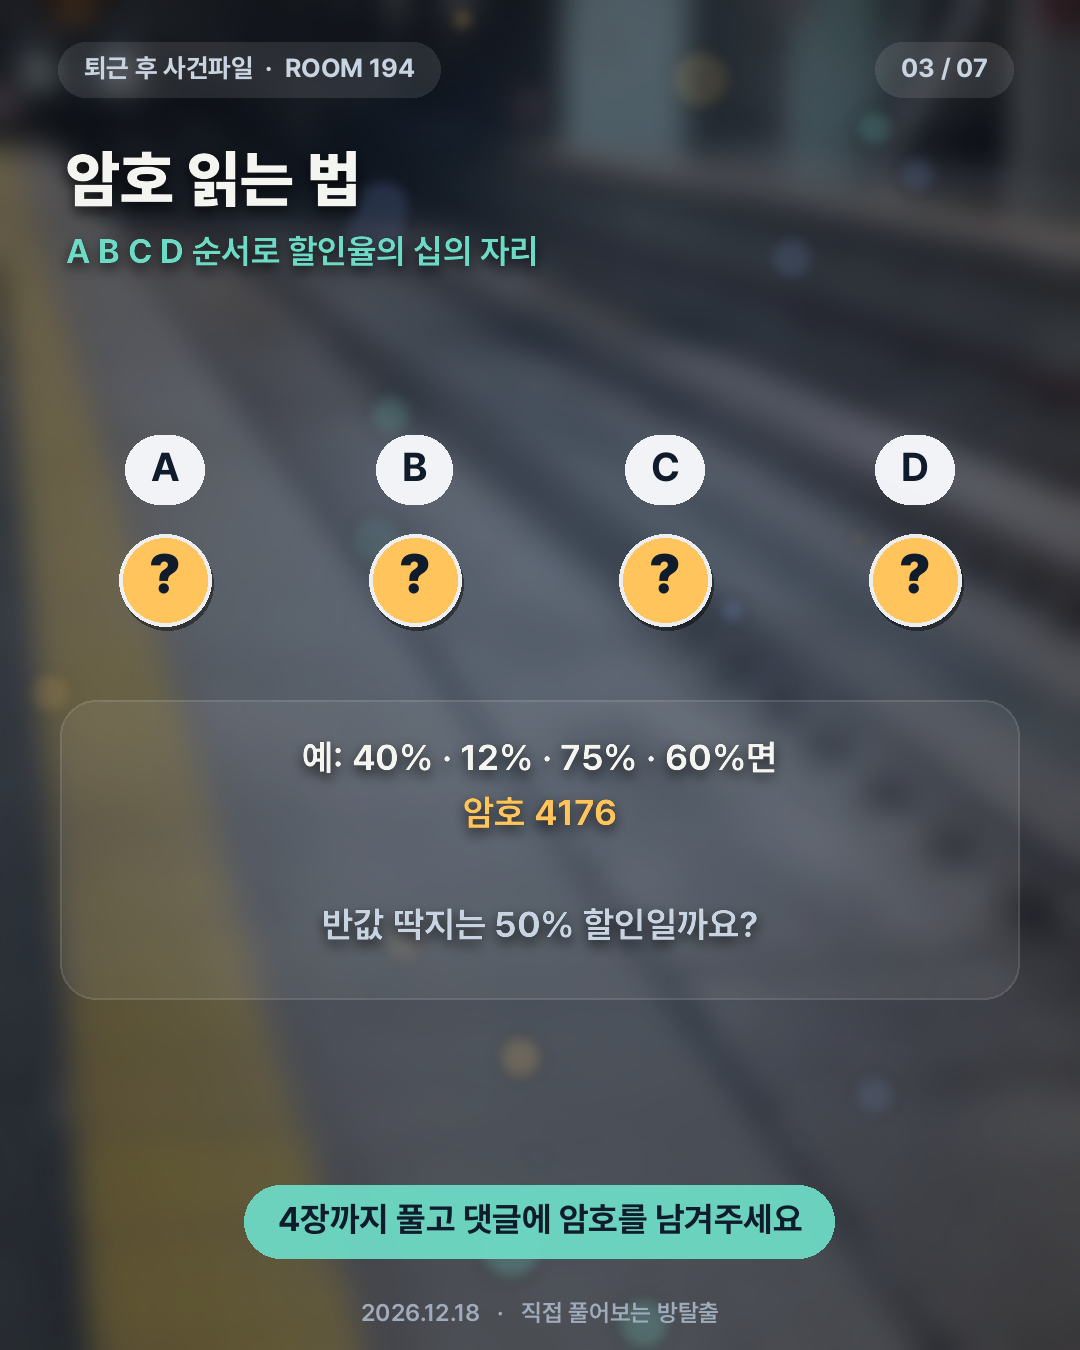 퇴근 후 사건파일 · ROOM 194
03 / 07
암호 읽는 법
A B C D 순서로 할인율의 십의 자리
A B C D
? ? ? ?
예: 40% · 12% · 75% · 60%면
암호 4176
반값 딱지는 50% 할인일까요?
4장까지 풀고 댓글에 암호를 남겨주세요
2026.12.18 · 직접 풀어보는 방탈출